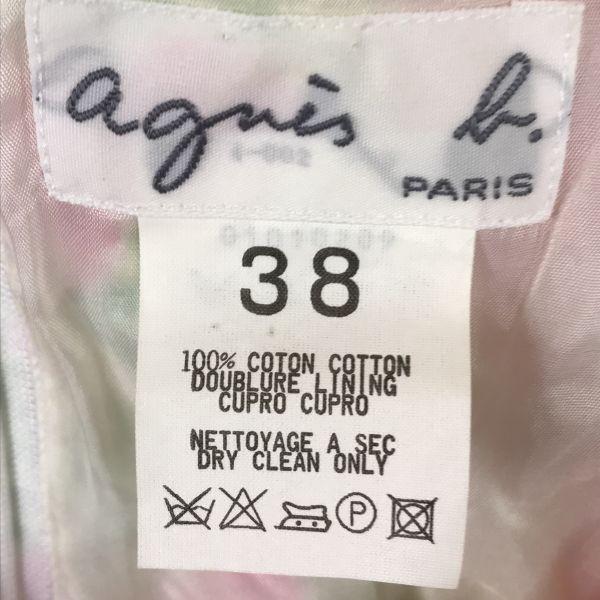 agnès b.
PARIS
38
100% COTON COTTON
DOUBLURE LINING
CUPRO CUPRO
NETTOYAGE A SEC
DRY CLEAN ONLY
P